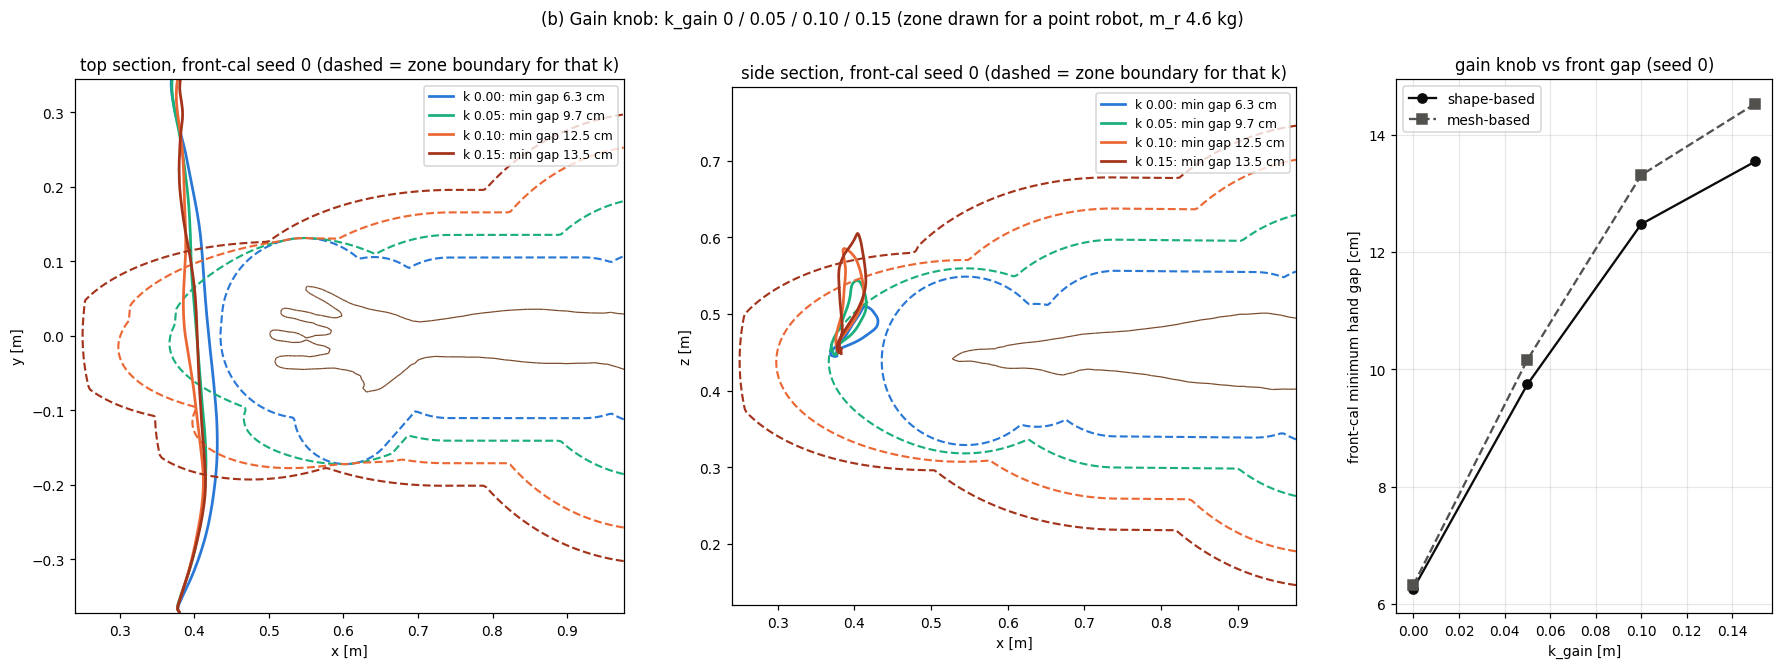 (b) Gain knob: k_gain 0 / 0.05 / 0.10 / 0.15 (zone drawn for a point robot, m_r 4.6 kg)
top section, front-cal seed 0 (dashed = zone boundary for that k)
k 0.00: min gap 6.3 cm
k 0.05: min gap 9.7 cm
k 0.10: min gap 12.5 cm
k 0.15: min gap 13.5 cm
y [m]
0.3
0.2
0.1
0.0
−0.1
−0.2
−0.3
0.3 0.4 0.5 0.6 0.7 0.8 0.9
x [m]
side section, front-cal seed 0 (dashed = zone boundary for that k)
k 0.00: min gap 6.3 cm
k 0.05: min gap 9.7 cm
k 0.10: min gap 12.5 cm
k 0.15: min gap 13.5 cm
z [m]
0.7
0.6
0.5
0.4
0.3
0.2
0.3 0.4 0.5 0.6 0.7 0.8 0.9
x [m]
gain knob vs front gap (seed 0)
shape-based
mesh-based
front-cal minimum hand gap [cm]
14
12
10
8
6
0.00 0.02 0.04 0.06 0.08 0.10 0.12 0.14
k_gain [m]